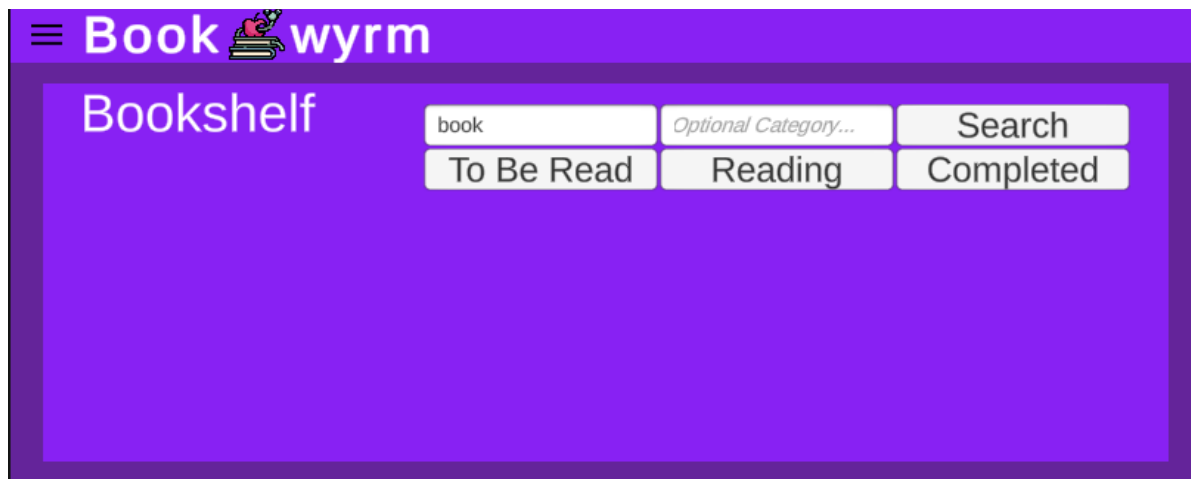 Book wyrm
Bookshelf
book Optional Category... Search
To Be Read Reading Completed